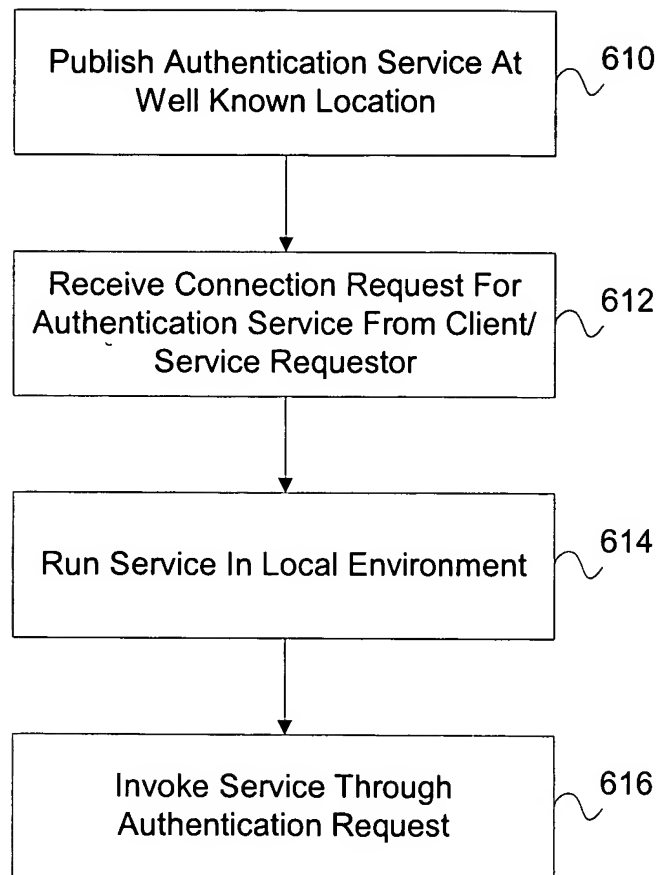 Publish Authentication Service At
Well Known Location
610
Receive Connection Request For
Authentication Service From Client/
Service Requestor
612
Run Service In Local Environment
614
Invoke Service Through
Authentication Request
616